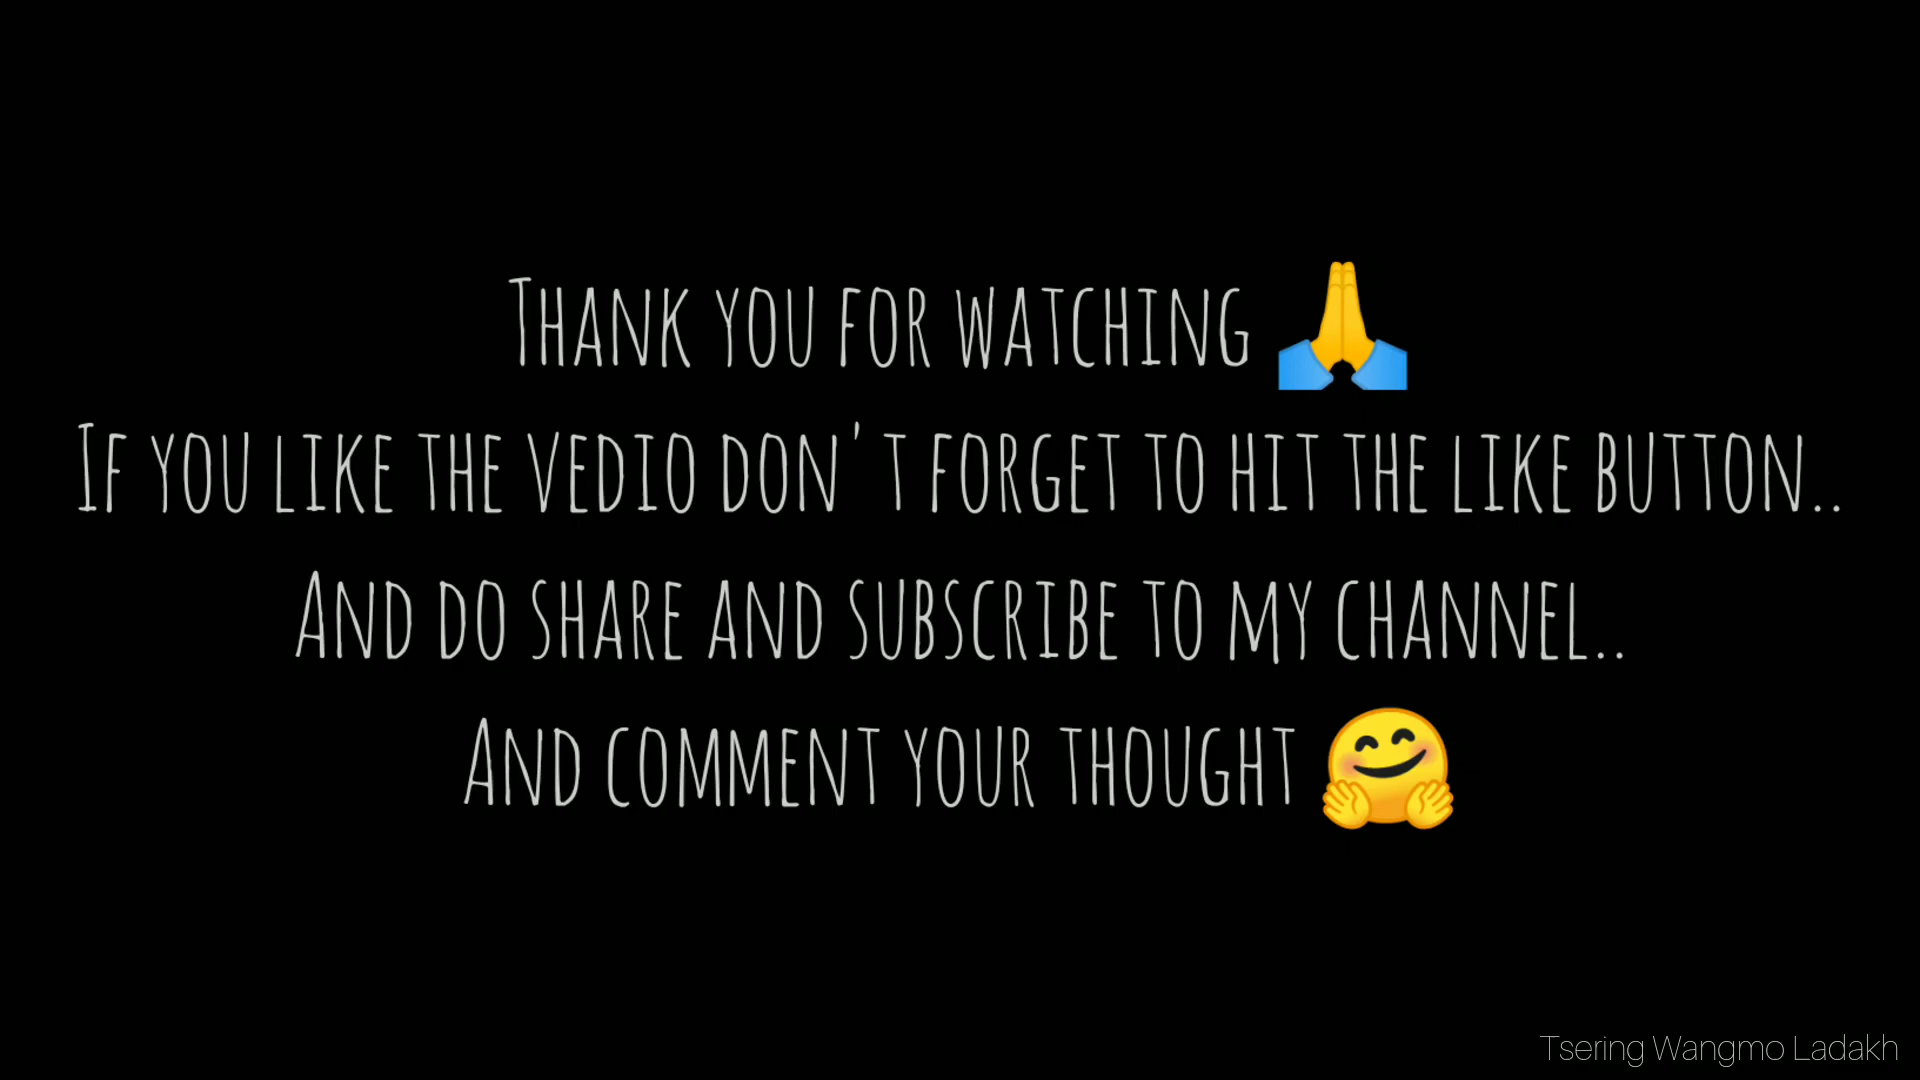 Thank you for watching 🙏
If you like the vedio don't forget to hit the like button..
And do share and subscribe to my channel..
And comment your thought 🤗
Tsering Wangmo Ladakh